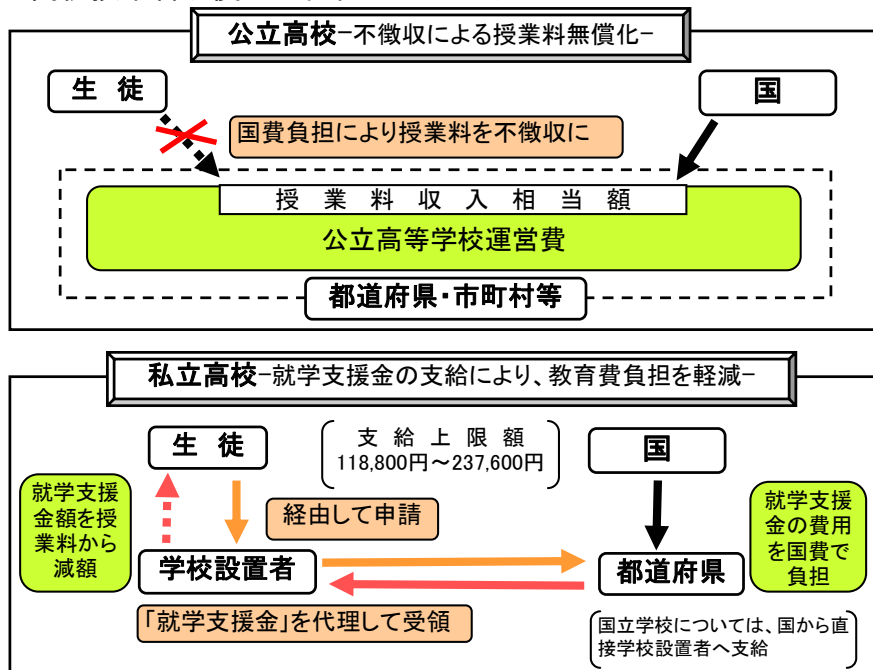 公立高校−不徴収による授業料無償化−
生徒
国
国費負担により授業料を不徴収に
授業料収入相当額
公立高等学校運営費
都道府県・市町村等
私立高校−就学支援金の支給により、教育費負担を軽減−
生徒
支給上限額
118,800円～237,600円
国
就学支援
金額を授
業料から
減額
経由して申請
就学支援
金の費用
を国費で
負担
学校設置者
都道府県
「就学支援金」を代理して受領
国立学校については、国から直
接学校設置者へ支給